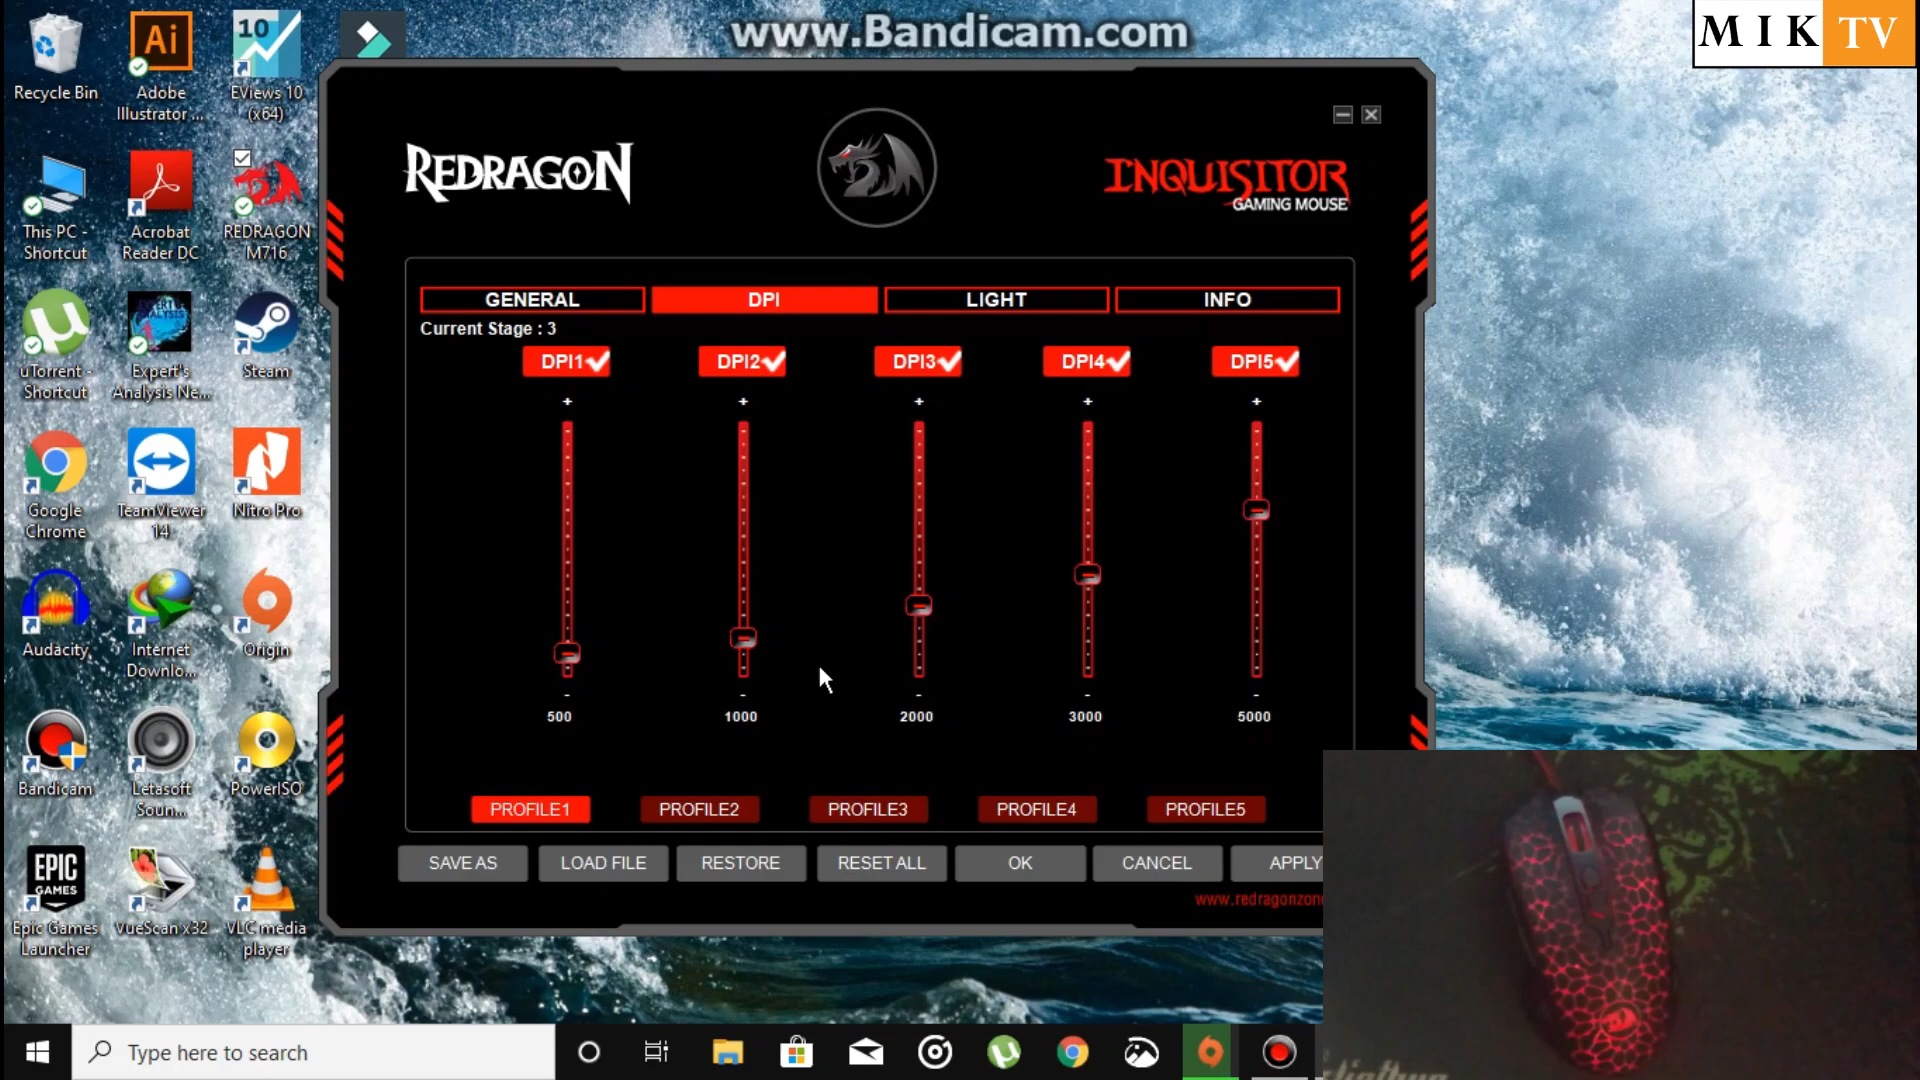 www.Bandicam.com
M I K TV
Recycle Bin
Adobe
Illustrator ...
10
EViews 10
(x64)
This PC -
Shortcut
Acrobat
Reader DC
REDRAGON
M716
uTorrent -
Shortcut
Expert's
Analysis Ne...
Steam
Google
Chrome
TeamViewer
14
Nitro Pro
Audacity
Internet
Downlo...
Origin
Bandicam
Letasoft
Soun...
PowerISO
EPIC
GAMES
Epic Games
Launcher
VueScan x32
VLC media
player
Ai
REDRAGON
INQUISITOR
GAMING MOUSE
GENERAL DPI LIGHT INFO
Current Stage : 3
DPI1 DPI2 DPI3 DPI4 DPI5
+ + + + +
- - - - -
500 1000 2000 3000 5000
PROFILE1 PROFILE2 PROFILE3 PROFILE4 PROFILE5
SAVE AS LOAD FILE RESTORE RESET ALL OK CANCEL APPLY
www.redragonzone
Type here to search